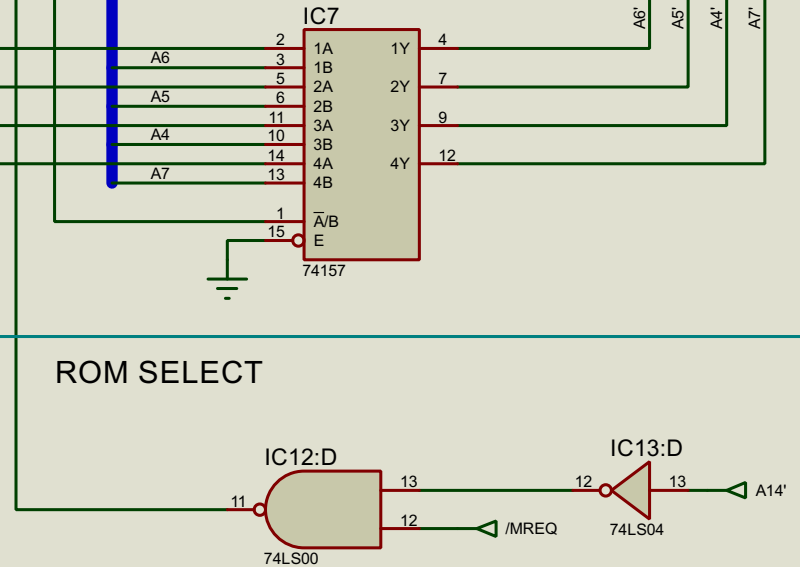 IC7
A6'
A5'
A4'
A7'
2
1A
1Y
4
A6
3
1B
5
2A
2Y
7
A5
6
2B
11
3A
3Y
9
A4
10
3B
14
4A
4Y
12
A7
13
4B
1
A̅/B
15
E
74157
ROM SELECT
IC12:D
IC13:D
11
13
12
13
A14'
12
/MREQ
74LS04
74LS00